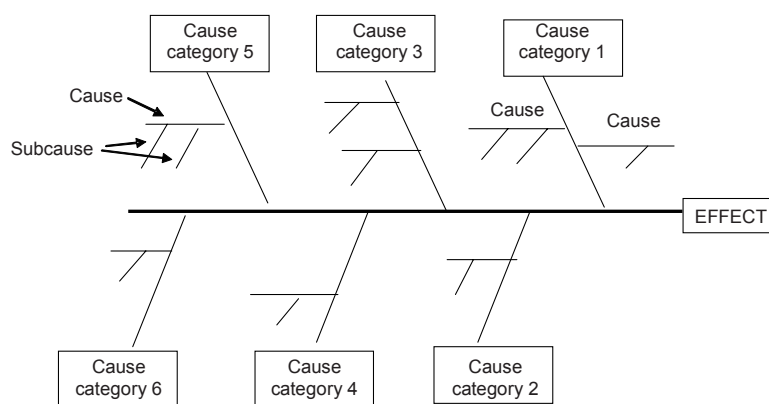 Cause
category 5
Cause
category 3
Cause
category 1
Cause
Cause
Cause
Subcause
EFFECT
Cause
category 6
Cause
category 4
Cause
category 2